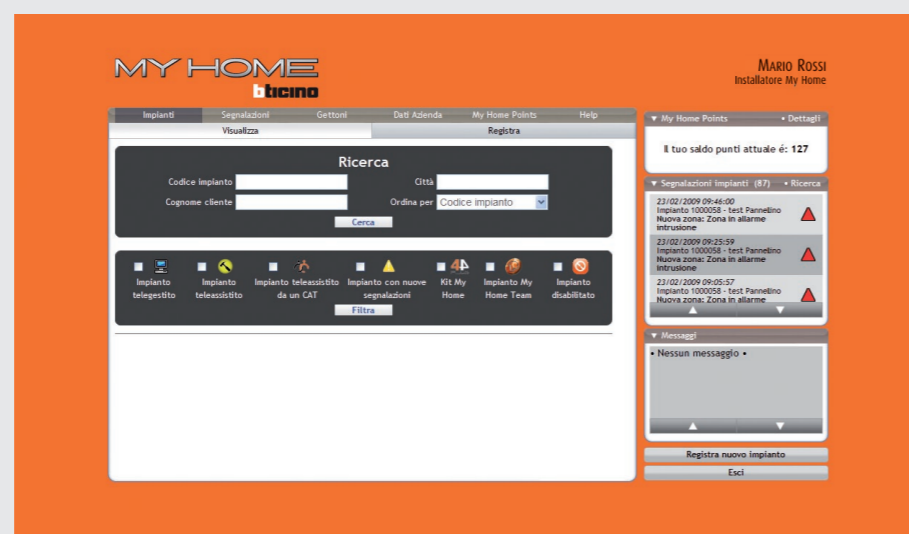 MY HOME
bticino
MARIO ROSSI
Installatore My Home
Impianti Segnalazioni Gettoni Dati Azienda My Home Points Help
Visualizza Registra
Ricerca
Codice impianto Città
Cognome cliente Ordina per Codice impianto
Cerca
Impianto telegestito
Impianto teleassistito
Impianto teleassistito da un CAT
Impianto con nuove segnalazioni
Kit My Home
Impianto My Home Team
Impianto disabilitato
Filtra
▼ My Home Points • Dettagli
Il tuo saldo punti attuale é: 127
▼ Segnalazioni impianti (87) • Ricerca
23/02/2009 09:46:00
Impianto 1000058 - test Pannelino
Nuova zona: Zona in allarme
intrusione
23/02/2009 09:25:59
Impianto 1000058 - test Pannelino
Nuova zona: Zona in allarme
intrusione
23/02/2009 09:05:57
Impianto 1000058 - test Pannelino
Nuova zona: Zona in allarme
▼ Messaggi
• Nessun messaggio •
Registra nuovo impianto
Esci